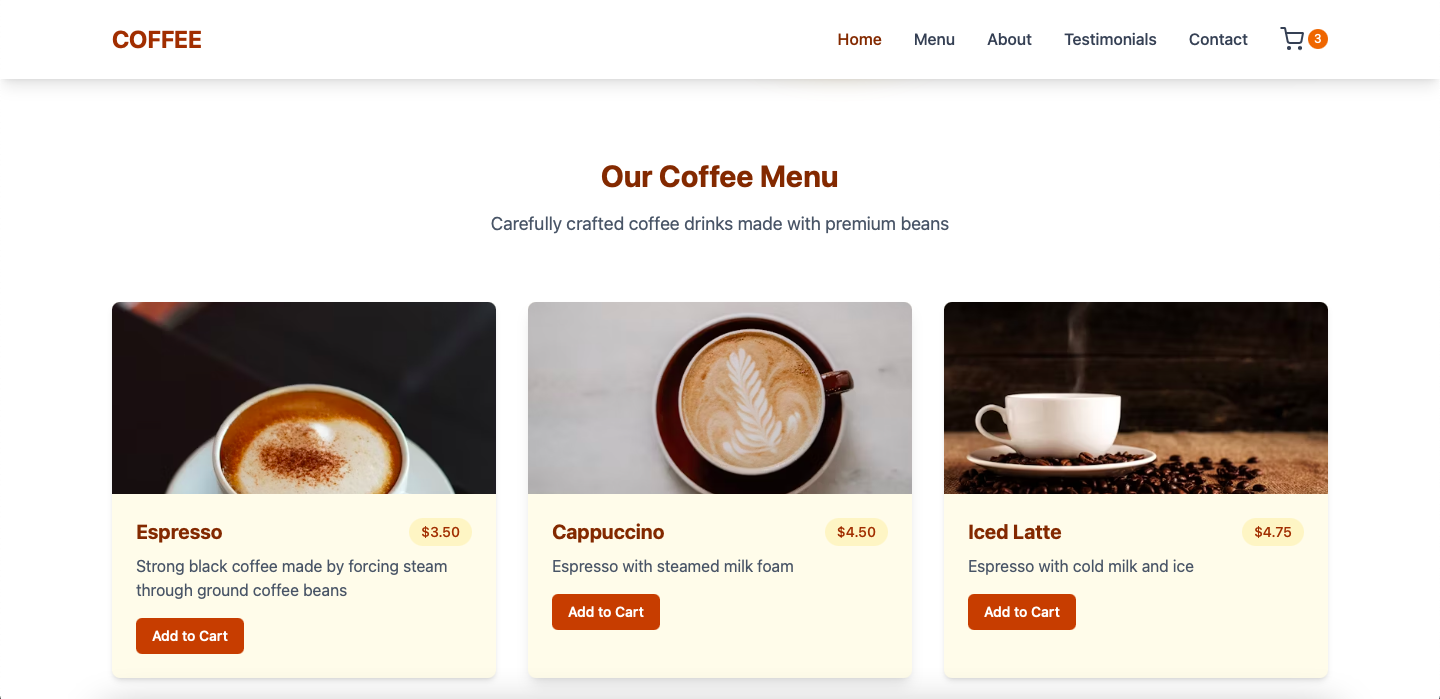 COFFEE
Home
Menu
About
Testimonials
Contact
3
Our Coffee Menu
Carefully crafted coffee drinks made with premium beans
Espresso
$3.50
Strong black coffee made by forcing steam
through ground coffee beans
Add to Cart
Cappuccino
$4.50
Espresso with steamed milk foam
Add to Cart
Iced Latte
$4.75
Espresso with cold milk and ice
Add to Cart